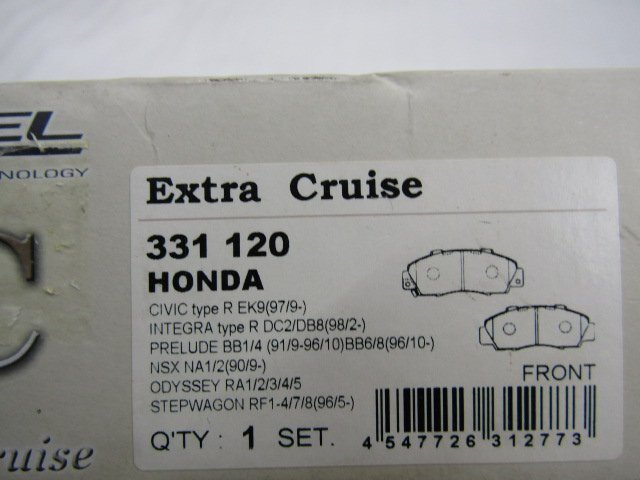 EL
NOLOGY
Extra Cruise
331 120
HONDA
CIVIC type R EK9(97/9-)
INTEGRA type R DC2/DB8(98/2-)
PRELUDE BB1/4 (91/9-96/10)BB6/8(96/10-)
NSX NA1/2(90/9-)
ODYSSEY RA1/2/3/4/5
STEPWAGON RF1-4/7/8(96/5-)
FRONT
Q'TY : 1 SET.
4 547726 312773
C
ruise